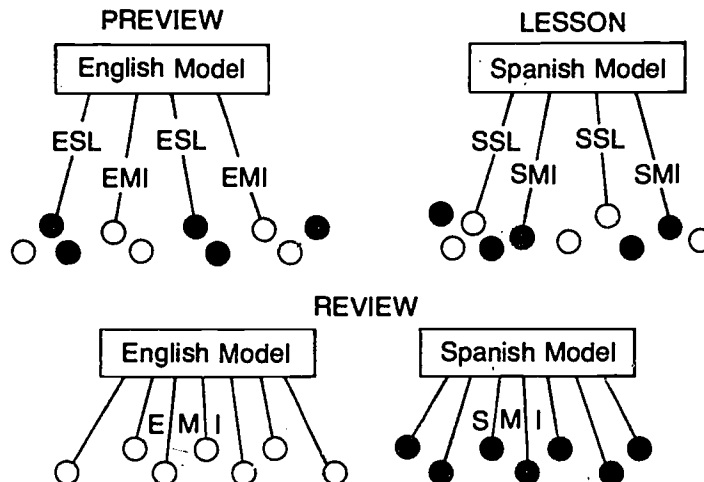 PREVIEW
English Model
ESL
ESL
EMI
EMI
LESSON
Spanish Model
SSL
SSL
SMI
SMI
REVIEW
English Model
E M I
Spanish Model
S M I